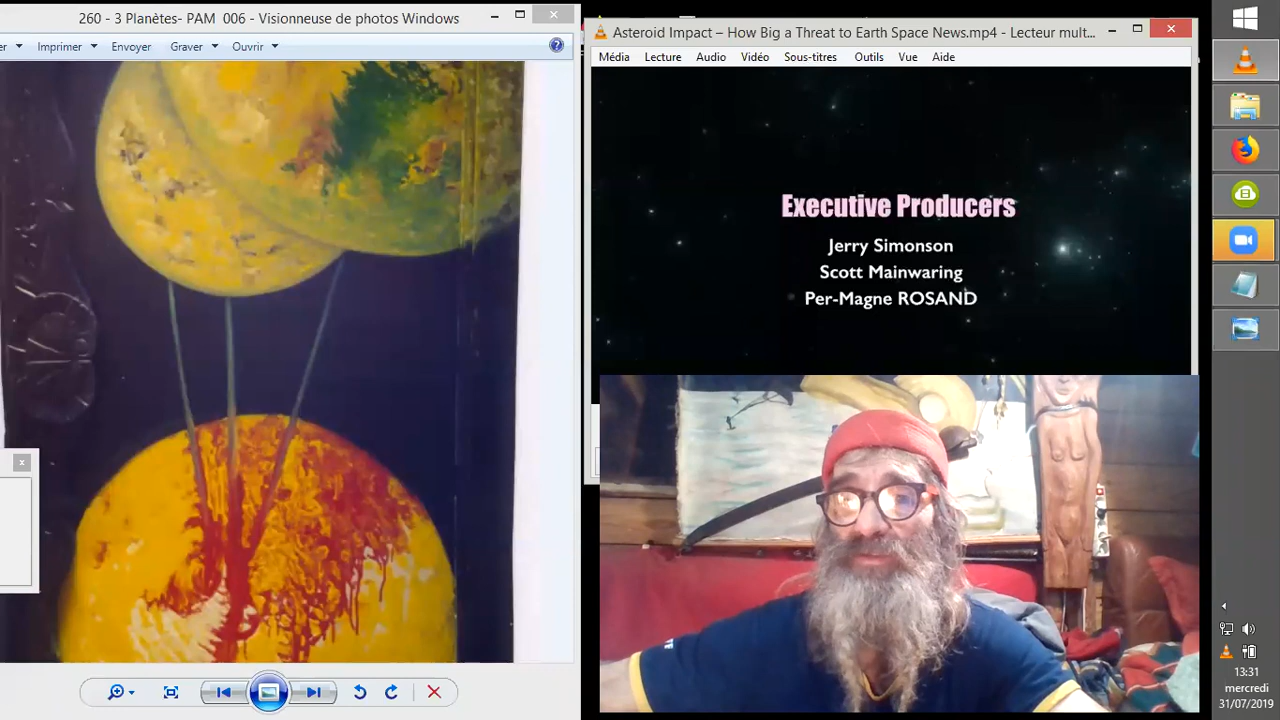 260 - 3 Planètes- PAM 006 - Visionneuse de photos Windows
er Imprimer Envoyer Graver Ouvrir
Asteroid Impact – How Big a Threat to Earth Space News.mp4 - Lecteur mult...
Média Lecture Audio Vidéo Sous-titres Outils Vue Aide
Executive Producers
Jerry Simonson
Scott Mainwaring
Per-Magne ROSAND
13:31
mercredi
31/07/2019